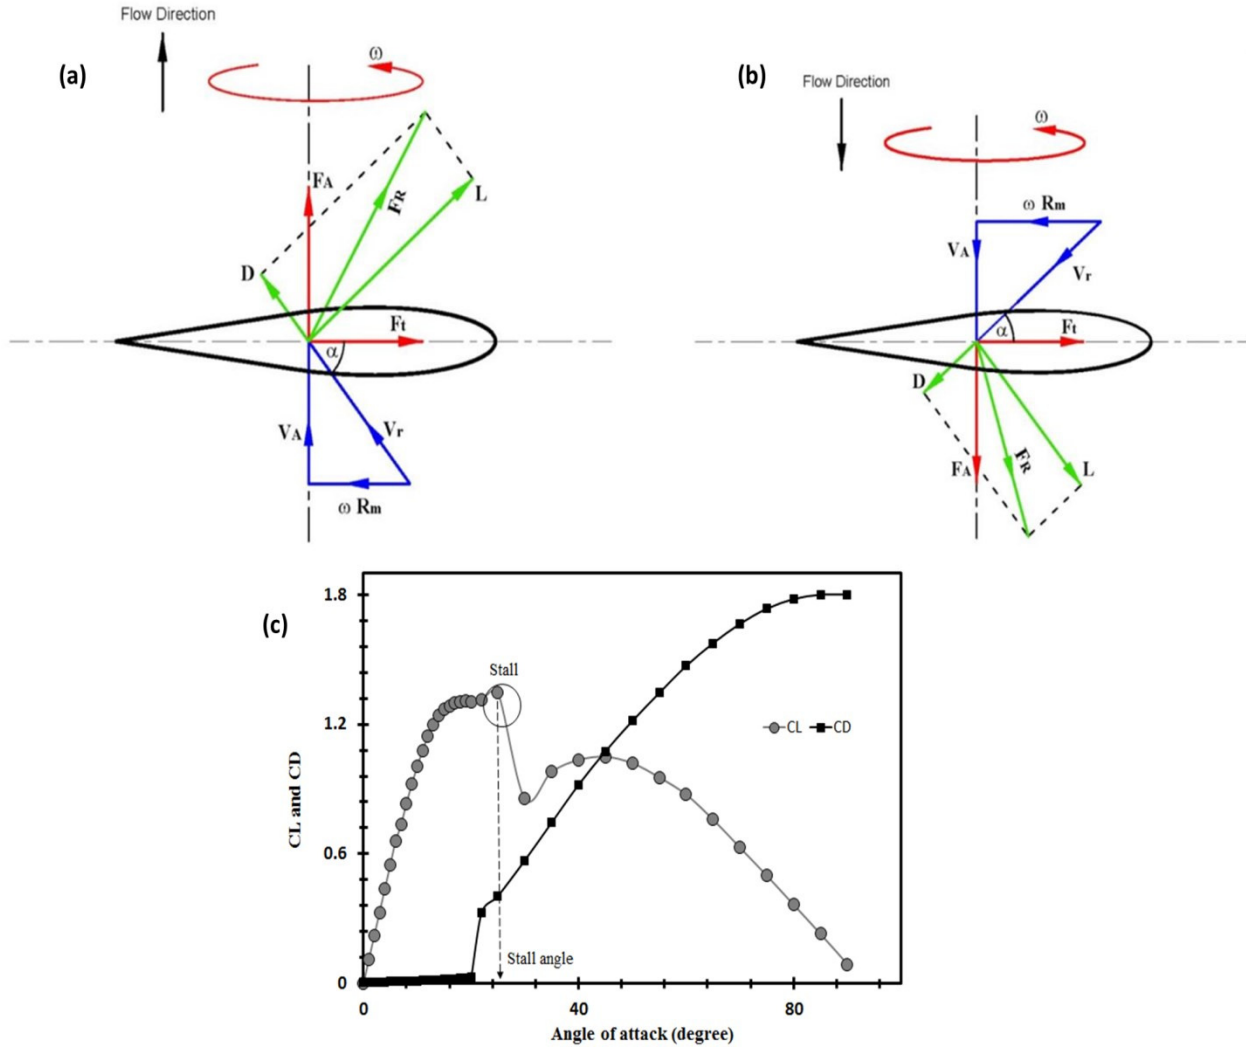 Flow Direction
(a)
ω
FA
FR
L
D
Ft
α
VA
Vr
ω Rm
(b)
Flow Direction
ω
ω Rm
VA
Vr
α
Ft
D
FA
FR
L
(c)
1.8
1.2
0.6
0
CL and CD
Stall
CL CD
Stall angle
0 40 80
Angle of attack (degree)